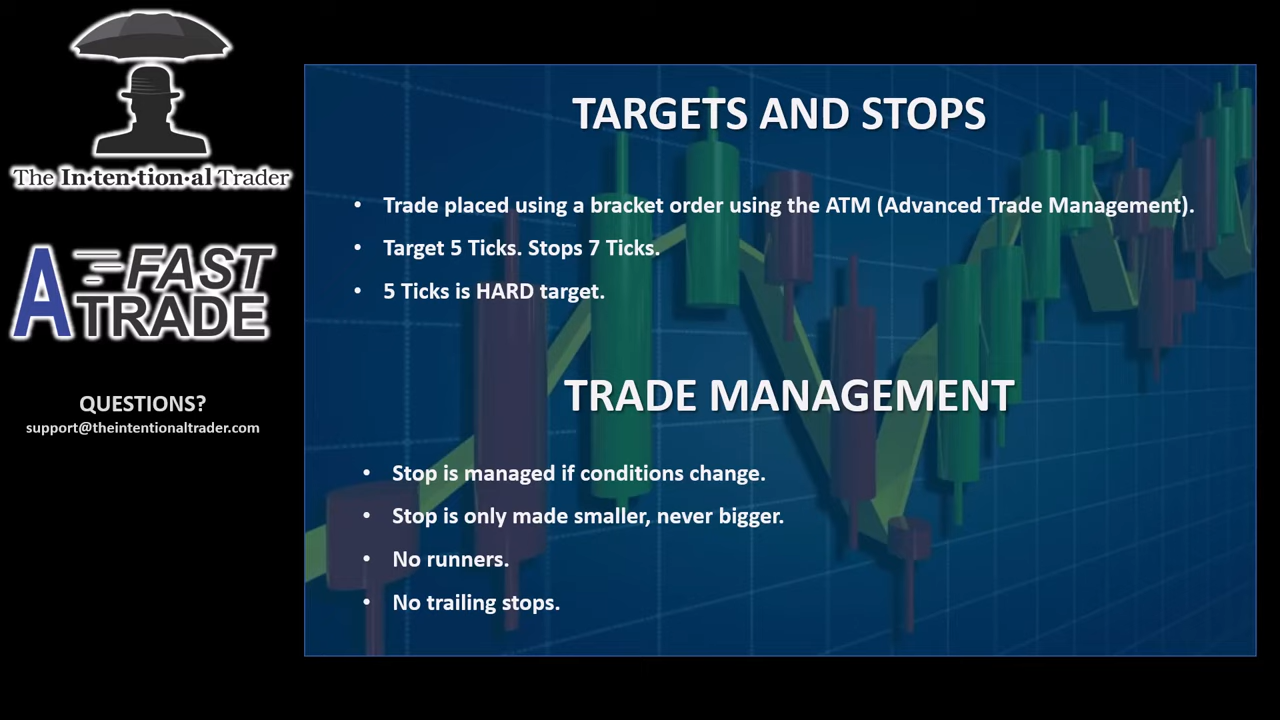 The In•ten•tion•al Trader
A FAST
TRADE
QUESTIONS?
support@theintentionaltrader.com
TARGETS AND STOPS
• Trade placed using a bracket order using the ATM (Advanced Trade Management).
• Target 5 Ticks. Stops 7 Ticks.
• 5 Ticks is HARD target.
TRADE MANAGEMENT
• Stop is managed if conditions change.
• Stop is only made smaller, never bigger.
• No runners.
• No trailing stops.